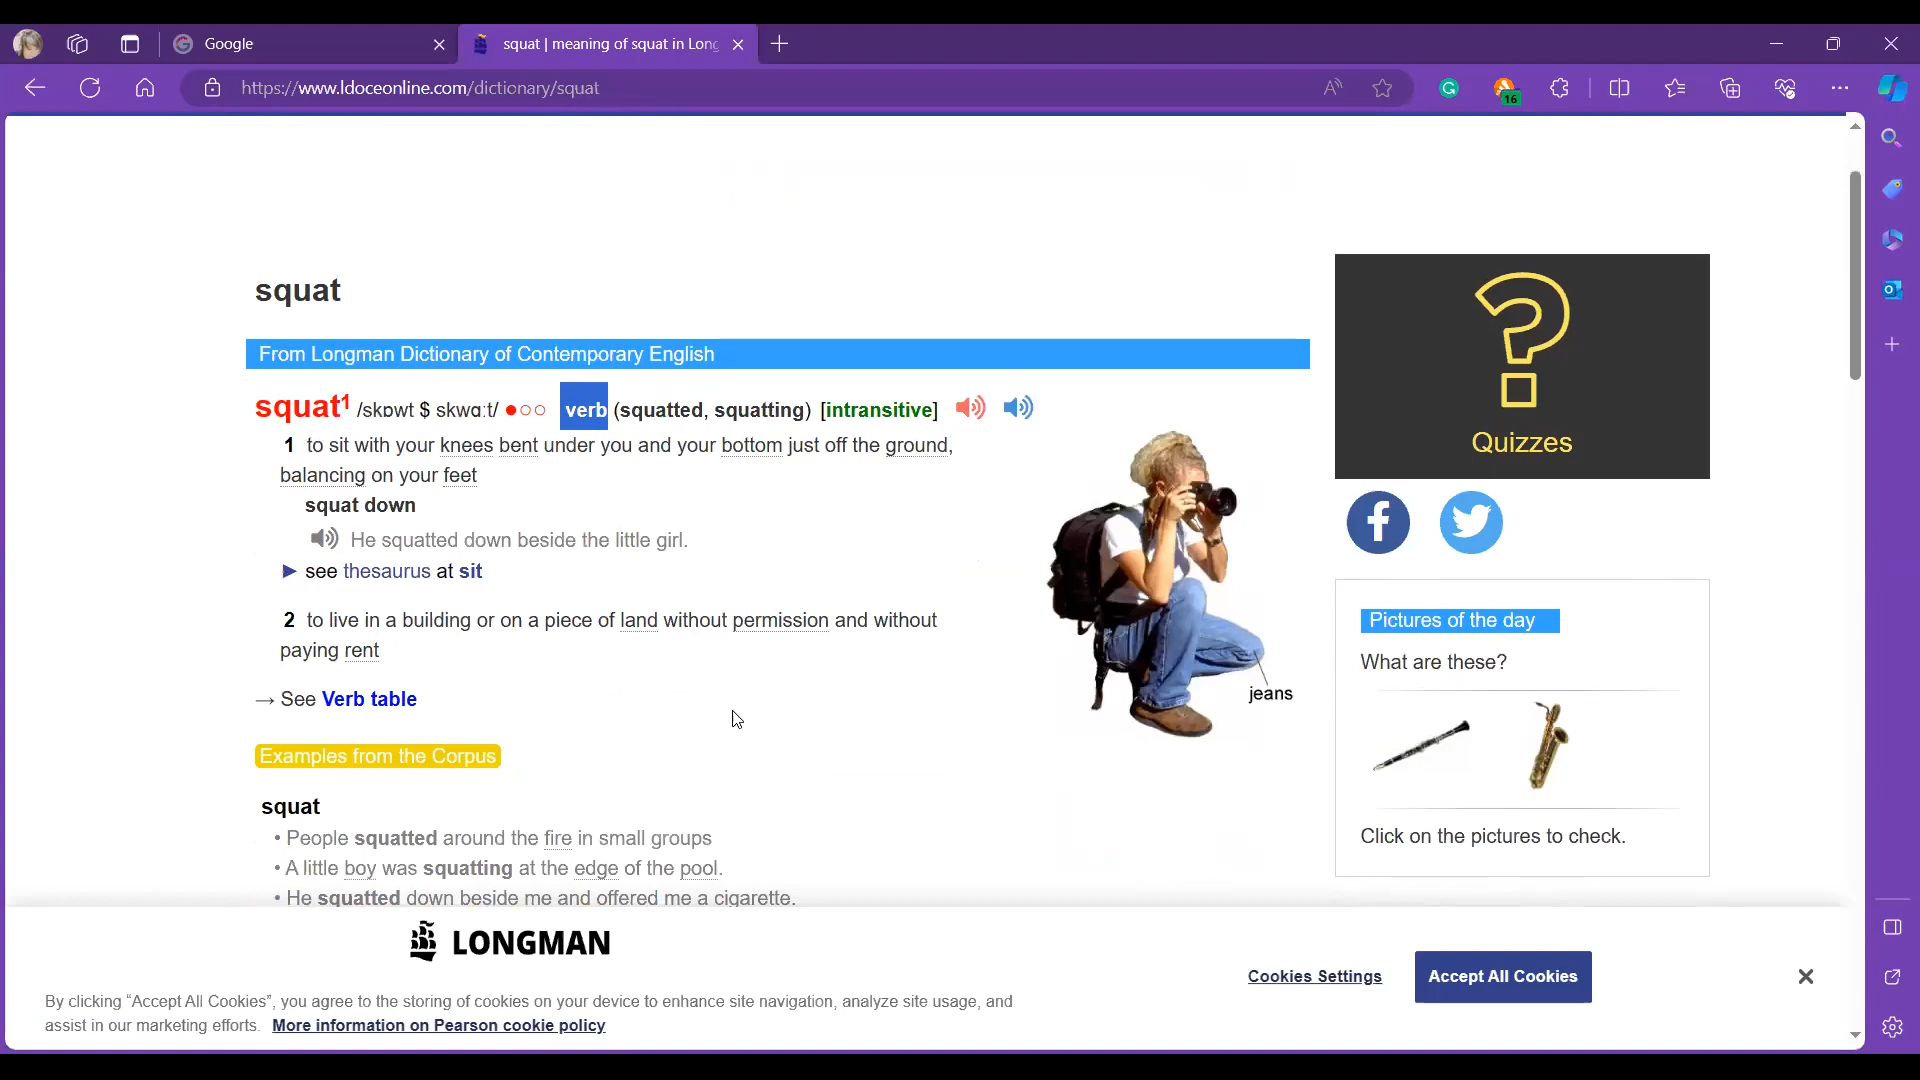 Google
squat | meaning of squat in Long
https://www.ldoceonline.com/dictionary/squat
16
squat
From Longman Dictionary of Contemporary English
squat1 /skɒwt $ skwɑːt/ ●○○ verb (squatted, squatting) [intransitive]
1 to sit with your knees bent under you and your bottom just off the ground,
balancing on your feet
squat down
He squatted down beside the little girl.
► see thesaurus at sit
2 to live in a building or on a piece of land without permission and without
paying rent
→ See Verb table
jeans
Examples from the Corpus
squat
• People squatted around the fire in small groups
• A little boy was squatting at the edge of the pool.
• He squatted down beside me and offered me a cigarette.
?
Quizzes
Pictures of the day
What are these?
Click on the pictures to check.
LONGMAN
By clicking “Accept All Cookies”, you agree to the storing of cookies on your device to enhance site navigation, analyze site usage, and
assist in our marketing efforts. More information on Pearson cookie policy
Cookies Settings
Accept All Cookies